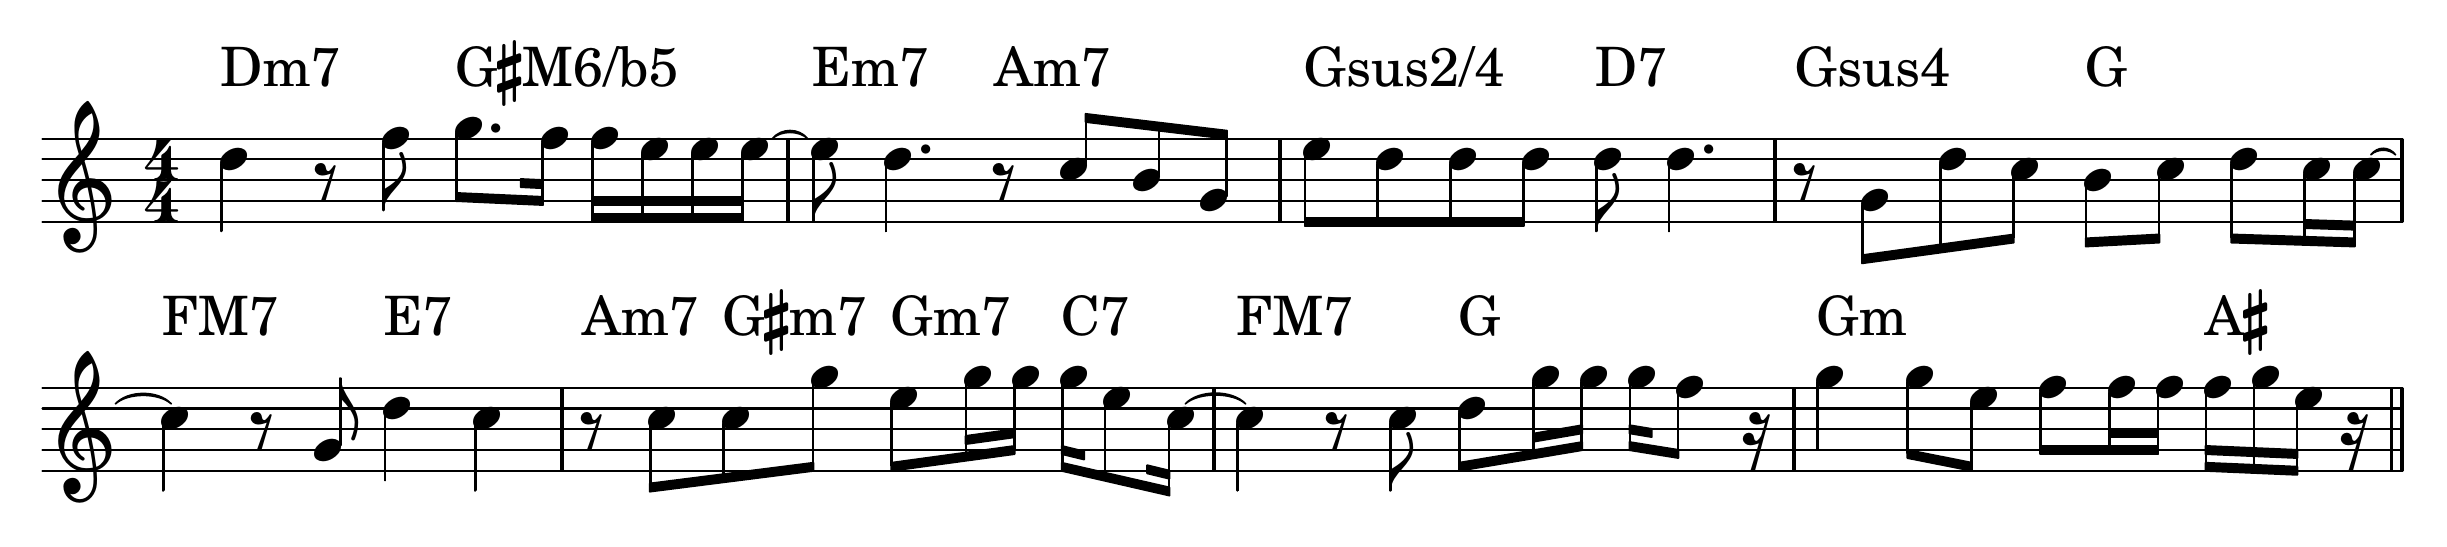 Dm7 G♯M6/b5 Em7 Am7 Gsus2/4 D7 Gsus4 G
4
4
FM7 E7 Am7 G♯m7 Gm7 C7 FM7 G Gm A♯